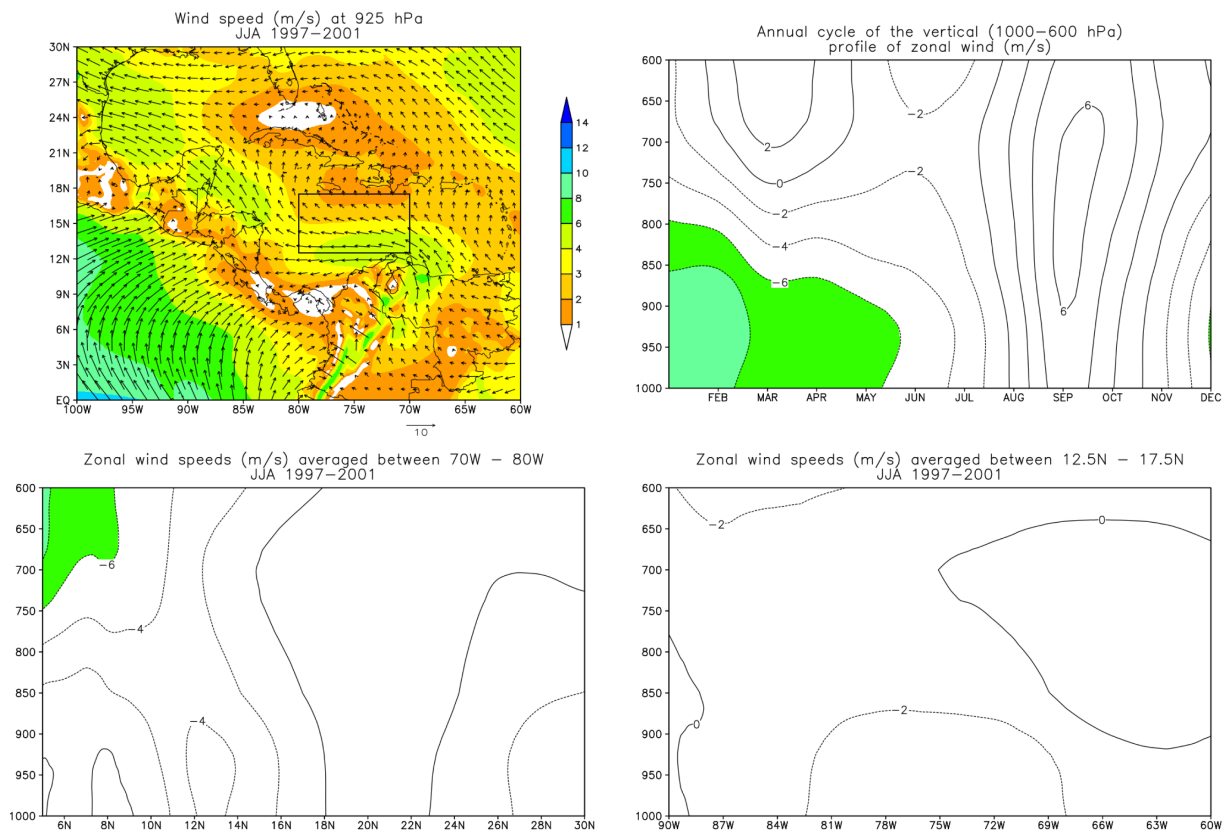 Wind speed (m/s) at 925 hPa
JJA 1997-2001
30N
27N
24N
21N
18N
15N
12N
9N
6N
3N
EQ
100W 95W 90W 85W 80W 75W 70W 65W 60W
10
14
12
10
8
6
5
4
3
2
1
Annual cycle of the vertical (1000-600 hPa)
profile of zonal wind (m/s)
600
650
700
750
800
850
900
950
1000
FEB MAR APR MAY JUN JUL AUG SEP OCT NOV DEC
2
0
-2
-2
-2
-4
-6
6
6
Zonal wind speeds (m/s) averaged between 70W - 80W
JJA 1997-2001
600
650
700
750
800
850
900
950
1000
6N 8N 10N 12N 14N 16N 18N 20N 22N 24N 26N 28N 30N
-6
-4
-4
Zonal wind speeds (m/s) averaged between 12.5N - 17.5N
JJA 1997-2001
600
650
700
750
800
850
900
950
1000
90W 87W 84W 81W 78W 75W 72W 69W 66W 63W 60W
-2
0
-2
0